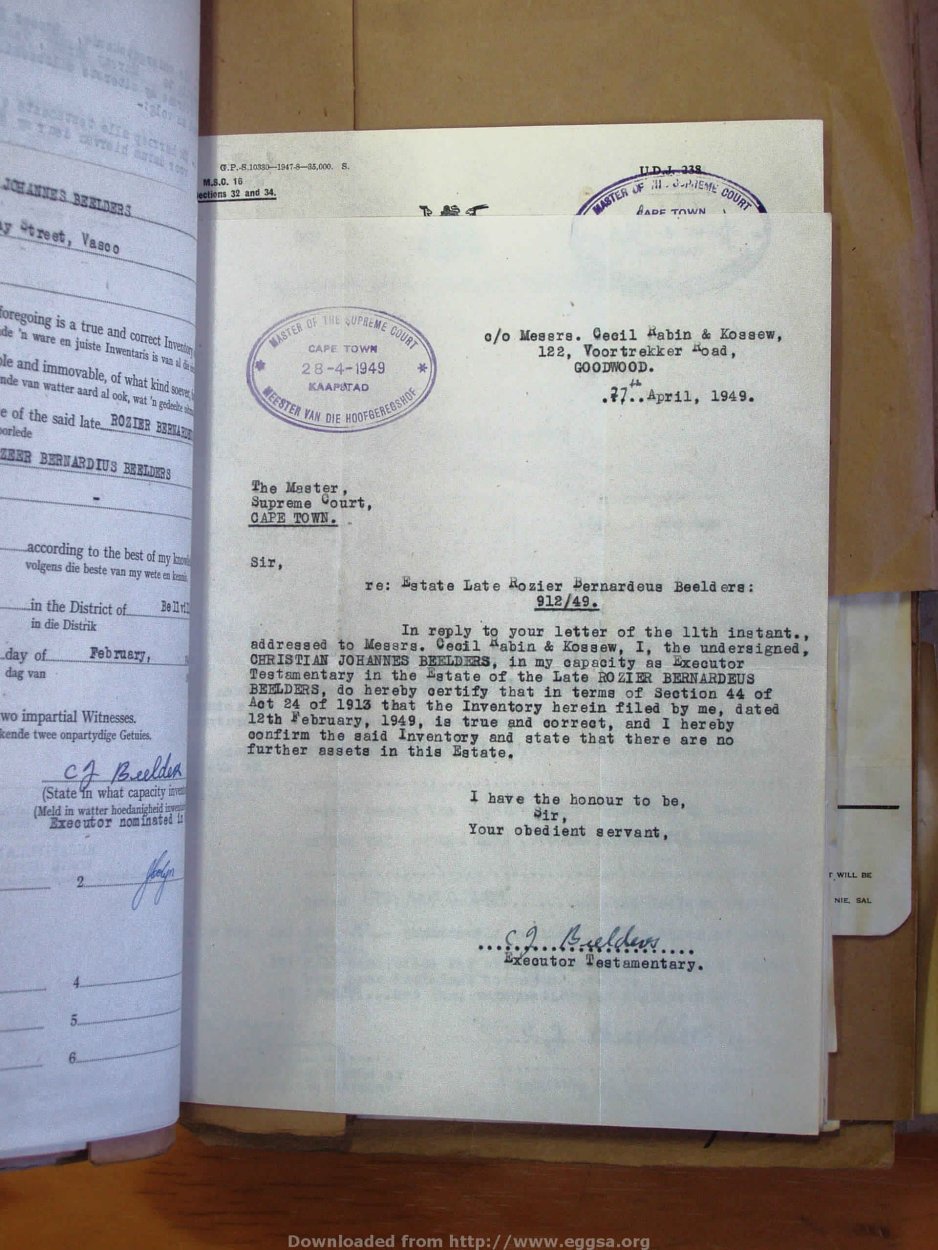 JOHANNES BEELDERS
Street, Vasco
foregoing is a true and correct Inventory
de 'n ware en juiste Inventaris is van al die
ble and immovable, of what kind soever,
nde van watter aard al ook, wat 'n gedeelte
e of the said late ROZIER
oorlede
BERNARDIUS BEELDERS
-
according to the best of my
volgens die beste van my wete en kennis
in the District of
in die Distrik
day of February,
dag van
wo impartial Witnesses.
kende twee onpartydige Getuies.
CJ Beelders
(State in what capacity
(Meld in watter hoedanigheid
Executor nominated
2.
4.
5.
6.
G.P.-S.10380—1947-8—35,000. S.
M.S.C. 16
ections 32 and 34.
U.D.J. 238
MASTER OF THE SUPREME COURT
CAPE TOWN
MASTER OF THE SUPREME COURT
CAPE TOWN
28-4-1949
KAAPSTAD
MEESTER VAN DIE HOOFGEREGSHOF
c/o Messrs. Cecil Rabin & Kossew,
122, Voortrekker Road,
GOODWOOD.
27th April, 1949.
The Master,
Supreme Court,
CAPE TOWN.
Sir,
re: Estate Late Rozier Bernardeus Beelders:
912/49.
In reply to your letter of the 11th instant.,
addressed to Messrs. Cecil Rabin & Kossew, I, the undersigned,
CHRISTIAN JOHANNES BEELDERS, in my capacity as Executor
Testamentary in the Estate of the Late ROZIER BERNARDEUS
BEELDERS, do hereby certify that in terms of Section 44 of
Act 24 of 1913 that the Inventory herein filed by me, dated
12th February, 1949, is true and correct, and I hereby
confirm the said Inventory and state that there are no
further assets in this Estate.
I have the honour to be,
Sir,
Your obedient servant,
C.J. Beelders
Executor Testamentary.
T WILL BE
NIE, SAL
Downloaded from http://www.eggsa.org